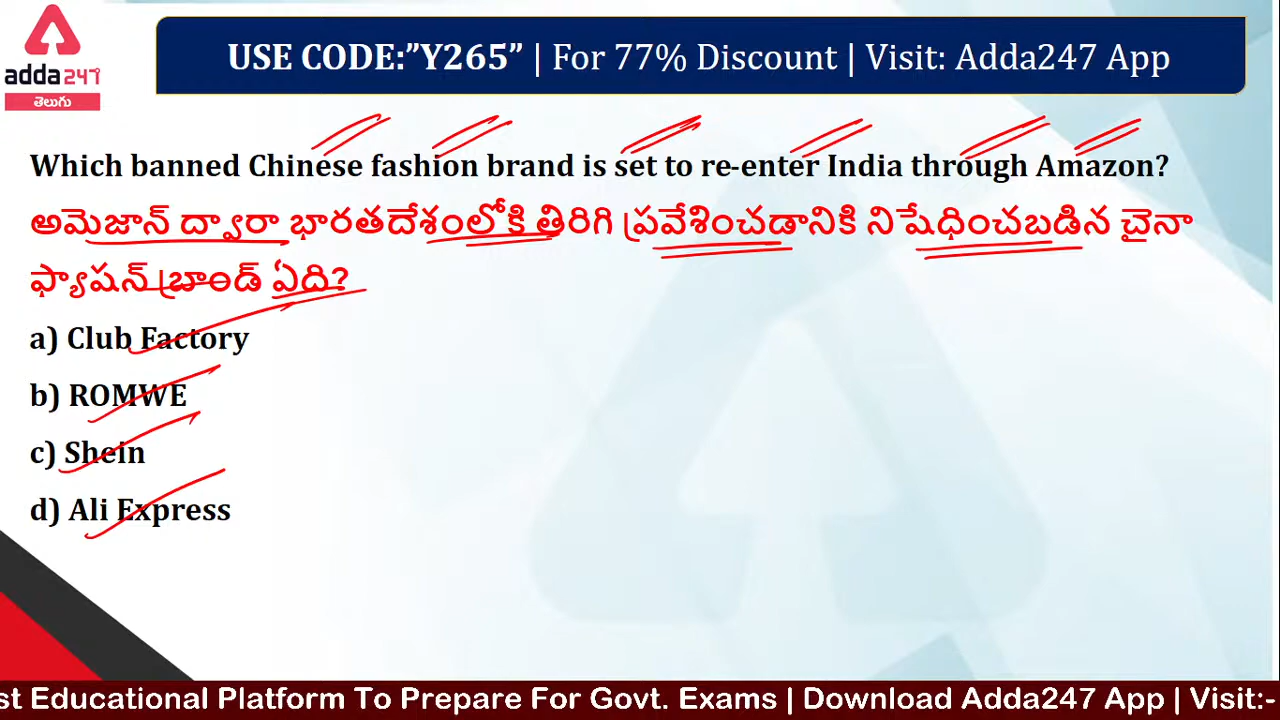 adda247
తెలుగు
USE CODE:”Y265” | For 77% Discount | Visit: Adda247 App
Which banned Chinese fashion brand is set to re-enter India through Amazon?
అమెజాన్ ద్వారా భారతదేశంలోకి తిరిగి ప్రవేశించడానికి నిషేధించబడిన చైనా
ఫ్యాషన్ బ్రాండ్ ఏది?
a) Club Factory
b) ROMWE
c) Shein
d) Ali Express
st Educational Platform To Prepare For Govt. Exams | Download Adda247 App | Visit:-